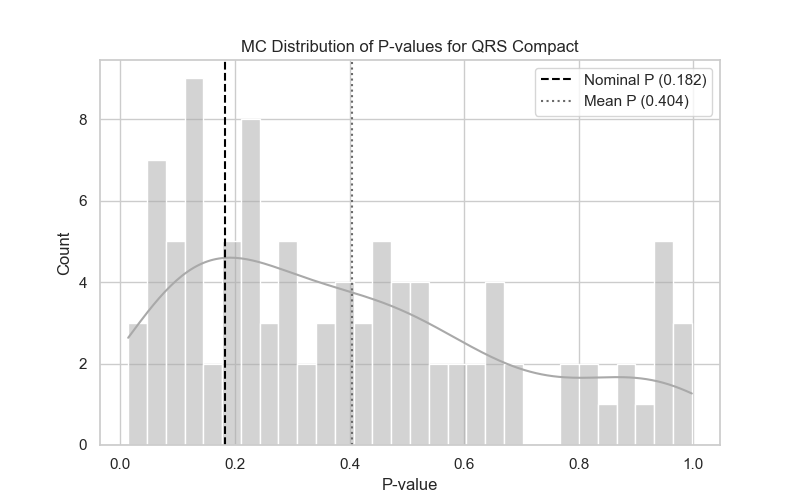 MC Distribution of P-values for QRS Compact
Nominal P (0.182)
Mean P (0.404)
Count
8
6
4
2
0
0.0 0.2 0.4 0.6 0.8 1.0
P-value